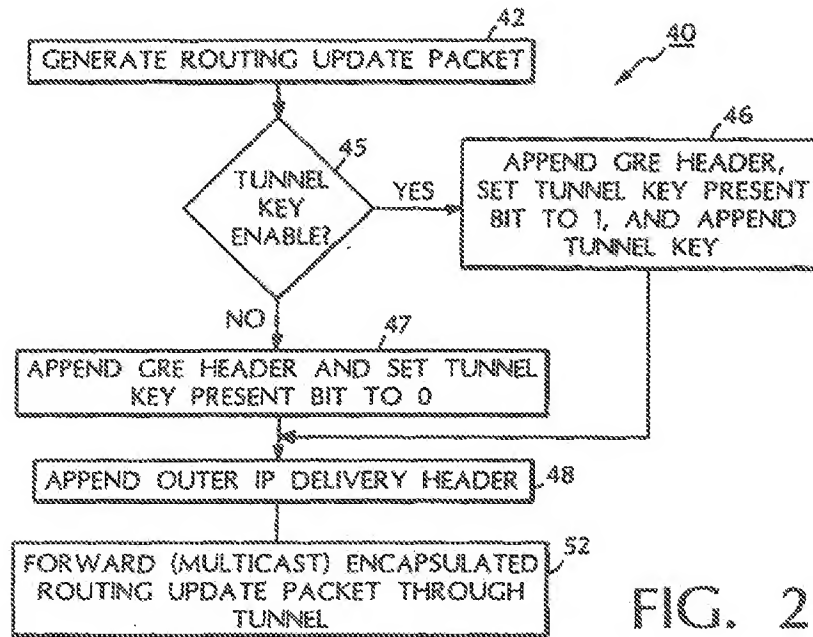 42
GENERATE ROUTING UPDATE PACKET
40
45
TUNNEL
KEY
ENABLE?
YES
46
APPEND GRE HEADER,
SET TUNNEL KEY PRESENT
BIT TO 1, AND APPEND
TUNNEL KEY
NO
47
APPEND GRE HEADER AND SET TUNNEL
KEY PRESENT BIT TO 0
APPEND OUTER IP DELIVERY HEADER
48
FORWARD (MULTICAST) ENCAPSULATED
ROUTING UPDATE PACKET THROUGH
TUNNEL
52
FIG. 2